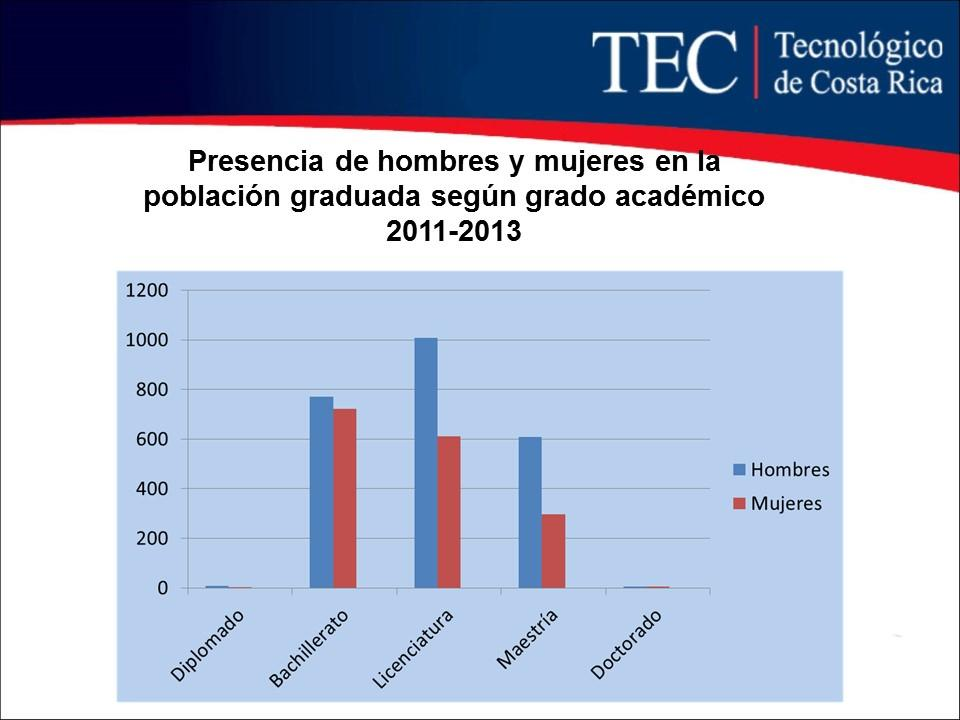 TEC
Tecnológico
de Costa Rica
Presencia de hombres y mujeres en la
población graduada según grado académico
2011-2013
1200
1000
800
600
400
200
0
Diplomado
Bachillerato
Licenciatura
Maestría
Doctorado
Hombres
Mujeres